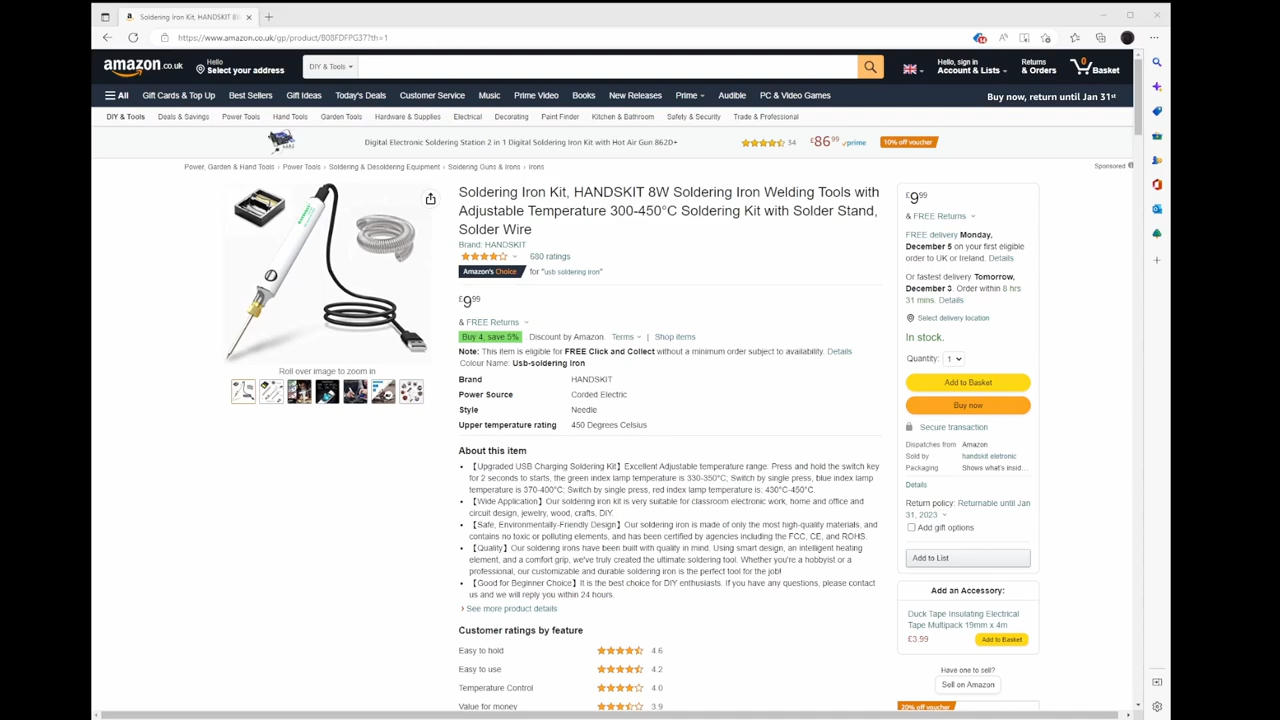 Soldering Iron Kit, HANDSKIT 8W
https://www.amazon.co.uk/gp/product/B08FDFPG37?th=1
amazon.co.uk
Hello
Select your address
DIY & Tools
Hello, sign in
Account & Lists
Returns
& Orders
0
Basket
All
Gift Cards & Top Up
Best Sellers
Gift Ideas
Today's Deals
Customer Service
Music
Prime Video
Books
New Releases
Prime
Audible
PC & Video Games
Buy now, return until Jan 31st
DIY & Tools
Deals & Savings
Power Tools
Hand Tools
Garden Tools
Hardware & Supplies
Electrical
Decorating
Paint Finder
Kitchen & Bathroom
Safety & Security
Trade & Professional
Digital Electronic Soldering Station 2 in 1 Digital Soldering Iron Kit with Hot Air Gun 862D+
34
£86.99
prime
10% off voucher
Power, Garden & Hand Tools › Power Tools › Soldering & Desoldering Equipment › Soldering Guns & Irons › Irons
Sponsored
Roll over image to zoom in
Soldering Iron Kit, HANDSKIT 8W Soldering Iron Welding Tools with
Adjustable Temperature 300-450°C Soldering Kit with Solder Stand,
Solder Wire
Brand: HANDSKIT
680 ratings
Amazon's Choice for "usb soldering iron"
£9.99
& FREE Returns
Buy 4, save 5% Discount by Amazon. Terms | Shop items
Note: This item is eligible for FREE Click and Collect without a minimum order subject to availability. Details
Colour Name: Usb-soldering Iron
Brand HANDSKIT
Power Source Corded Electric
Style Needle
Upper temperature rating 450 Degrees Celsius
About this item
• 【Upgraded USB Charging Soldering Kit】Excellent Adjustable temperature range. Press and hold the switch key
for 2 seconds to starts, the green index lamp temperature is 330-350°C; Switch by single press, blue index lamp
temperature is 370-400°C; Switch by single press, red index lamp temperature is: 430°C-450°C.
• 【Wide Application】Our soldering iron kit is very suitable for classroom electronic work, home and office and
circuit design, jewelry, wood, crafts, DIY.
• 【Safe, Environmentally-Friendly Design】Our soldering iron is made of only the most high-quality materials, and
contains no toxic or polluting elements, and has been certified by agencies including the FCC, CE, and ROHS.
• 【Quality】Our soldering irons have been built with quality in mind. Using smart design, an intelligent heating
element, and a comfort grip, we've truly created the ultimate soldering tool. Whether you're a hobbyist or a
professional, our customizable and durable soldering iron is the perfect tool for the job!
• 【Good for Beginner Choice】It is the best choice for DIY enthusiasts. If you have any questions, please contact
us and we will reply you within 24 hours.
› See more product details
Customer ratings by feature
Easy to hold 4.6
Easy to use 4.2
Temperature Control 4.0
Value for money 3.9
£9.99
& FREE Returns
FREE delivery Monday,
December 5 on your first eligible
order to UK or Ireland. Details
Or fastest delivery Tomorrow,
December 3. Order within 8 hrs
31 mins. Details
Select delivery location
In stock.
Quantity: 1
Add to Basket
Buy now
Secure transaction
Dispatches from Amazon
Sold by handskit eletronic
Packaging Shows what's insid…
Details
Return policy: Returnable until Jan
31, 2023
Add gift options
Add to List
Add an Accessory:
Duck Tape Insulating Electrical
Tape Multipack 19mm x 4m
£3.99
Add to Basket
Have one to sell?
Sell on Amazon
20% off voucher